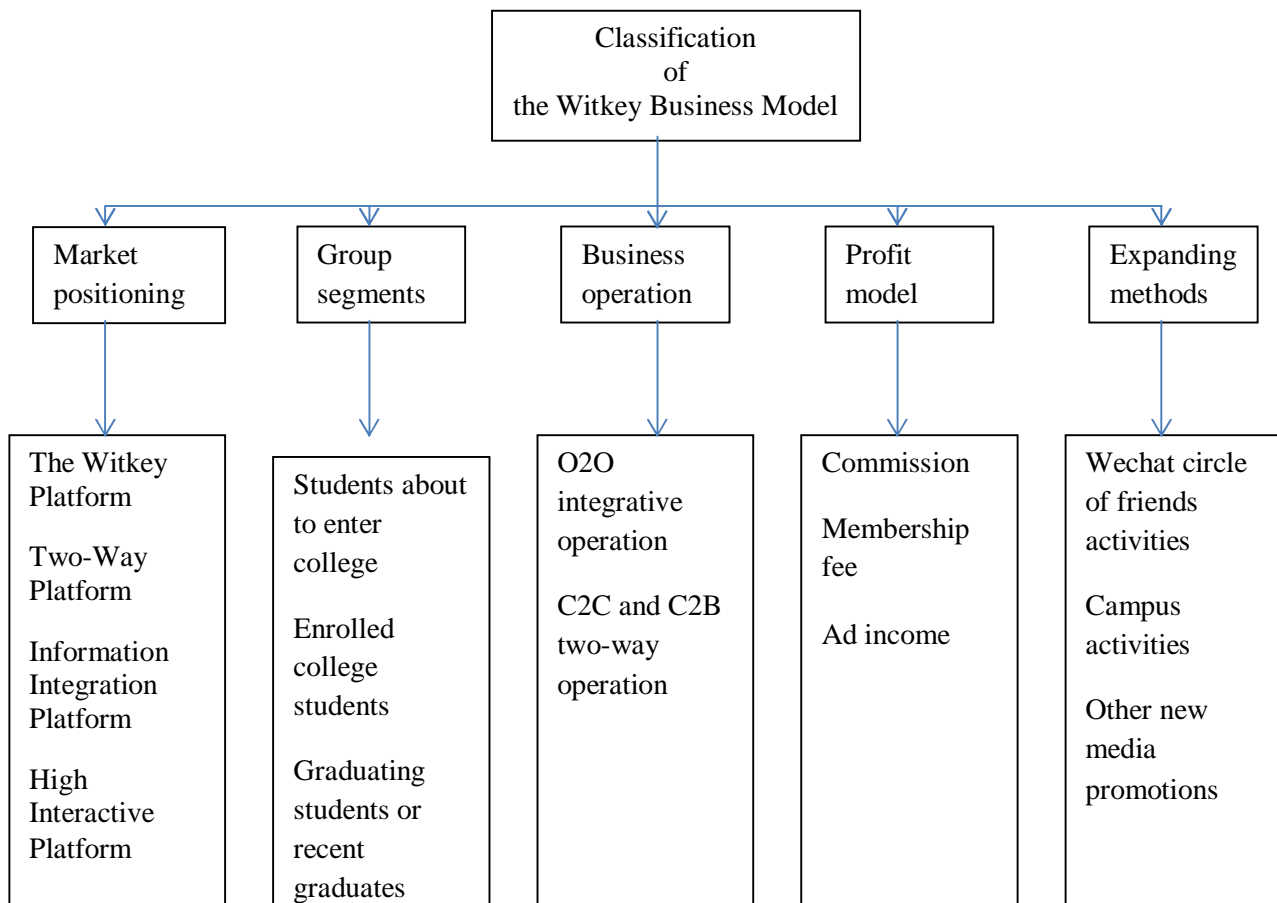 Classification
of
the Witkey Business Model
Market
positioning
Group
segments
Business
operation
Profit
model
Expanding
methods
The Witkey
Platform
Two-Way
Platform
Information
Integration
Platform
High
Interactive
Platform
Students about
to enter
college
Enrolled
college
students
Graduating
students or
recent
graduates
O2O
integrative
operation
C2C and C2B
two-way
operation
Commission
Membership
fee
Ad income
Wechat circle
of friends
activities
Campus
activities
Other new
media
promotions